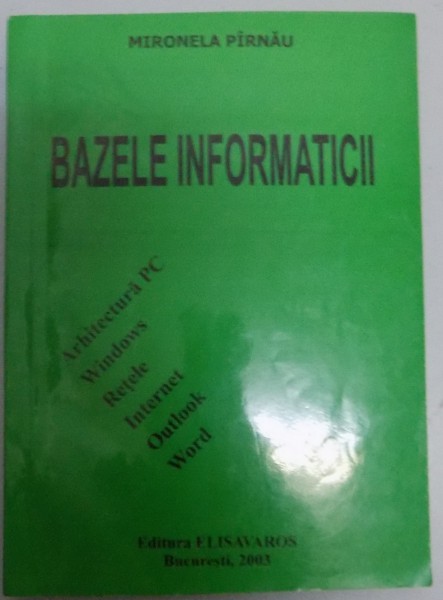 MIRONELA PÎRNĂU
BAZELE INFORMATICII
Arhitectură PC
Windows
Rețele
Internet
Outlook
Word
Editura ELISAVAROS
București, 2003